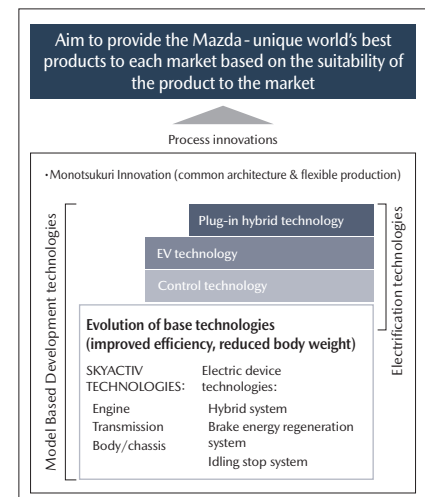 Aim to provide the Mazda-unique world's best
products to each market based on the suitability of
the product to the market
Process innovations
・Monotsukuri Innovation (common architecture & flexible production)
Model Based Development technologies
Plug-in hybrid technology
EV technology
Control technology
Electrification technologies
Evolution of base technologies
(improved efficiency, reduced body weight)
SKYACTIV
TECHNOLOGIES:
Engine
Transmission
Body/chassis
Electric device
technologies:
Hybrid system
Brake energy regeneration
system
Idling stop system